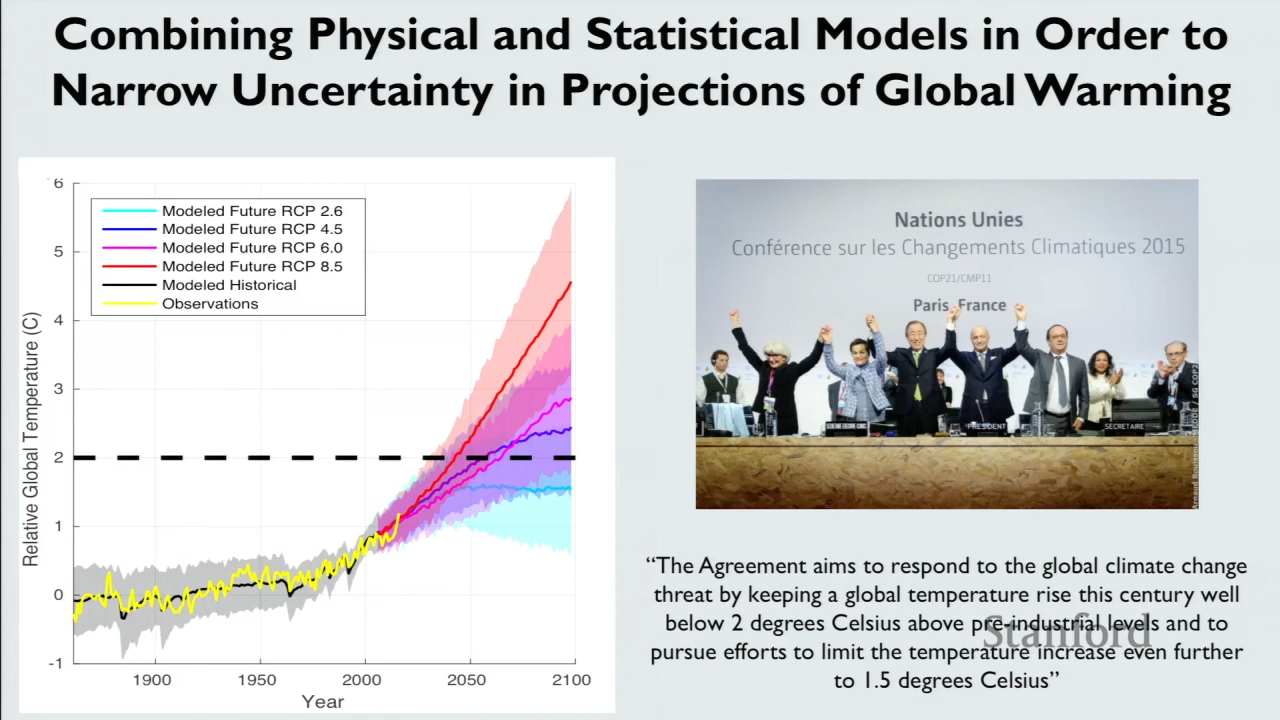 Combining Physical and Statistical Models in Order to
Narrow Uncertainty in Projections of Global Warming
6
5
4
3
2
1
0
-1
Relative Global Temperature (C)
Modeled Future RCP 2.6
Modeled Future RCP 4.5
Modeled Future RCP 6.0
Modeled Future RCP 8.5
Modeled Historical
Observations
1900
1950
2000
2050
2100
Year
Nations Unies
Conférence sur les Changements Climatiques 2015
COP21/CMP11
Paris, France
PRESIDENT
SECRETAIRE
“The Agreement aims to respond to the global climate change
threat by keeping a global temperature rise this century well
below 2 degrees Celsius above pre-industrial levels and to
pursue efforts to limit the temperature increase even further
to 1.5 degrees Celsius”
Stanford